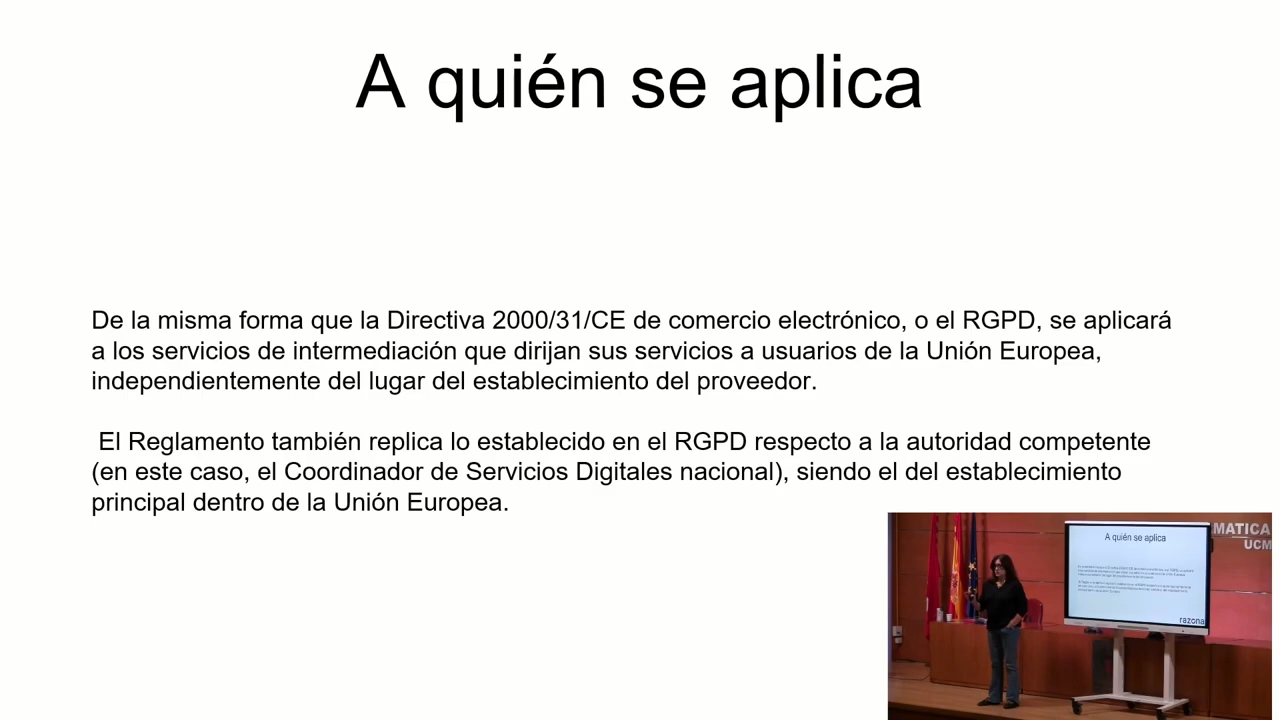 A quién se aplica
De la misma forma que la Directiva 2000/31/CE de comercio electrónico, o el RGPD, se aplicará
a los servicios de intermediación que dirijan sus servicios a usuarios de la Unión Europea,
independientemente del lugar del establecimiento del proveedor.
El Reglamento también replica lo establecido en el RGPD respecto a la autoridad competente
(en este caso, el Coordinador de Servicios Digitales nacional), siendo el del establecimiento
principal dentro de la Unión Europea.
MATICA
UCM
A quién se aplica
razona